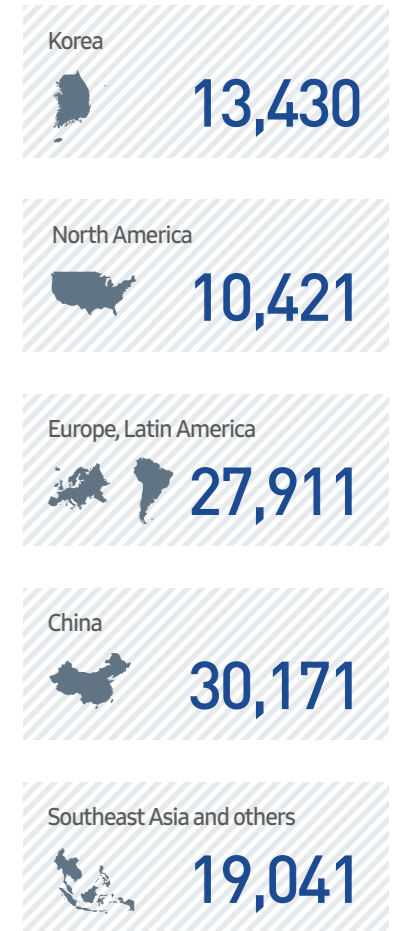 Korea
13,430
North America
10,421
Europe, Latin America
27,911
China
30,171
Southeast Asia and others
19,041